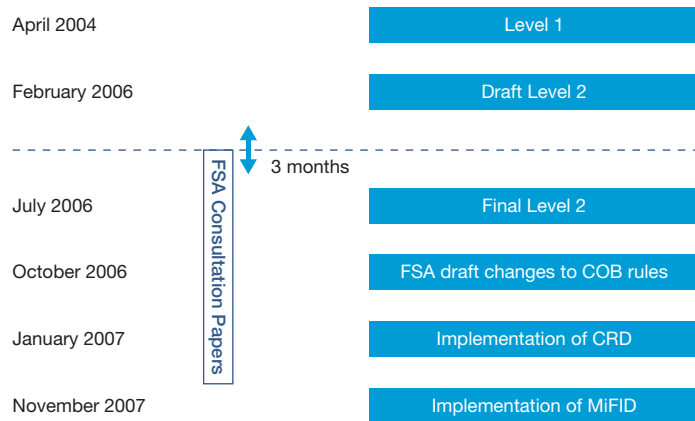 April 2004
Level 1
February 2006
Draft Level 2
3 months
FSA Consultation Papers
July 2006
Final Level 2
October 2006
FSA draft changes to COB rules
January 2007
Implementation of CRD
November 2007
Implementation of MiFID